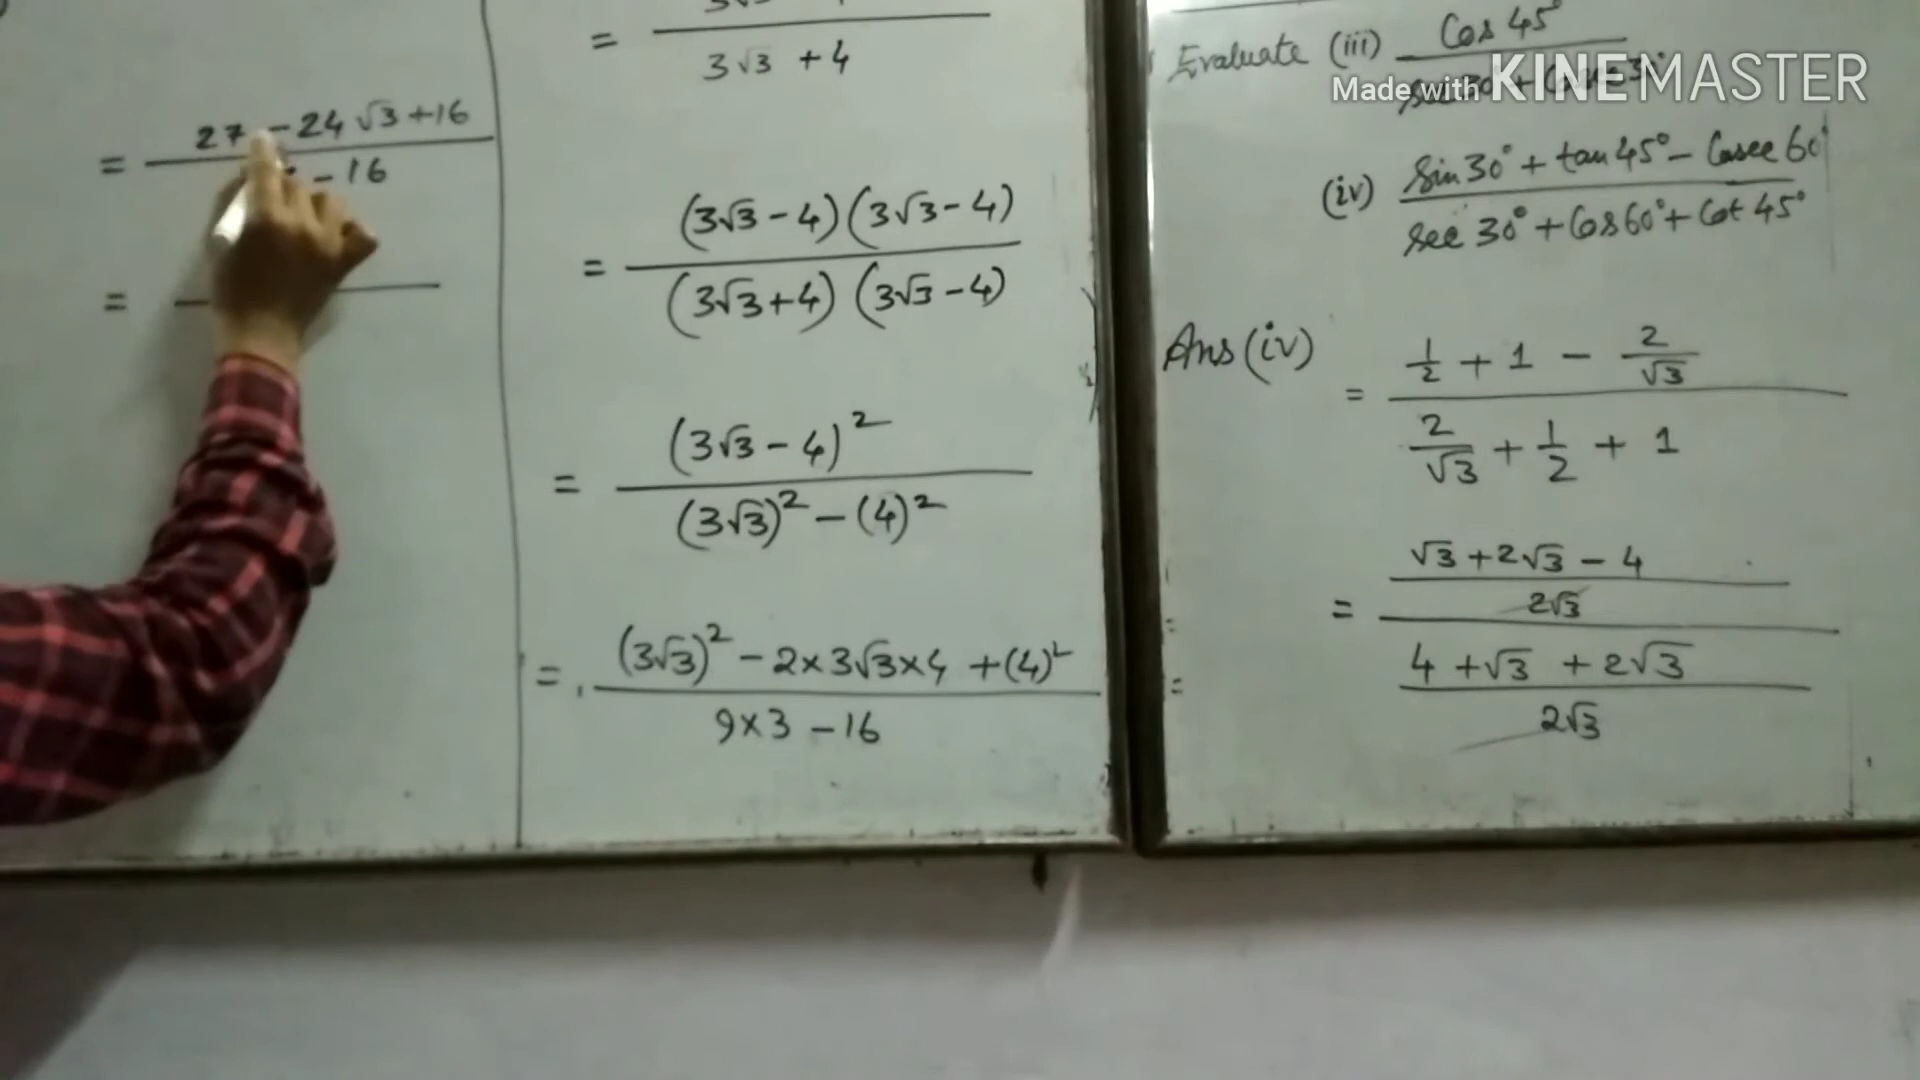 Evaluate (iii) Cos 45°
Made with KINEMASTER
(iv) Sin 30° + tan 45° - Cosec 60°
sec 30° + Cos 60° + Cot 45°
Ans (iv)
= 1/2 + 1 - 2/√3
2/√3 + 1/2 + 1
= √3 + 2√3 - 4
2√3
4 + √3 + 2√3
2√3
=
3√3 + 4
= (3√3 - 4) (3√3 - 4)
(3√3 + 4) (3√3 - 4)
= (3√3 - 4)²
(3√3)² - (4)²
= (3√3)² - 2×3√3×4 + (4)²
9×3 - 16
= 27 - 24√3 + 16
- 16
=